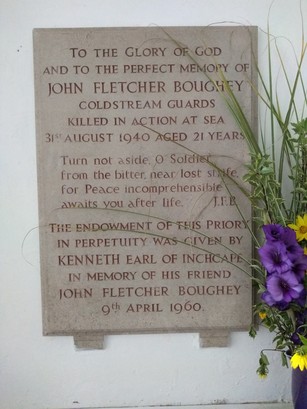 TO THE GLORY OF GOD
AND TO THE PERFECT MEMORY OF
JOHN FLETCHER BOUGHEY
COLDSTREAM GUARDS
KILLED IN ACTION AT SEA
31st AUGUST 1940 AGED 21 YEARS
Turn not aside, O Soldier,
from the bitter, near lost strife,
for Peace incomprehensible
awaits you after life. J.F.B.
THE ENDOWMENT OF THIS PRIORY
IN PERPETUITY WAS GIVEN BY
KENNETH EARL OF INCHCAPE
IN MEMORY OF HIS FRIEND
JOHN FLETCHER BOUGHEY
9th APRIL 1960.